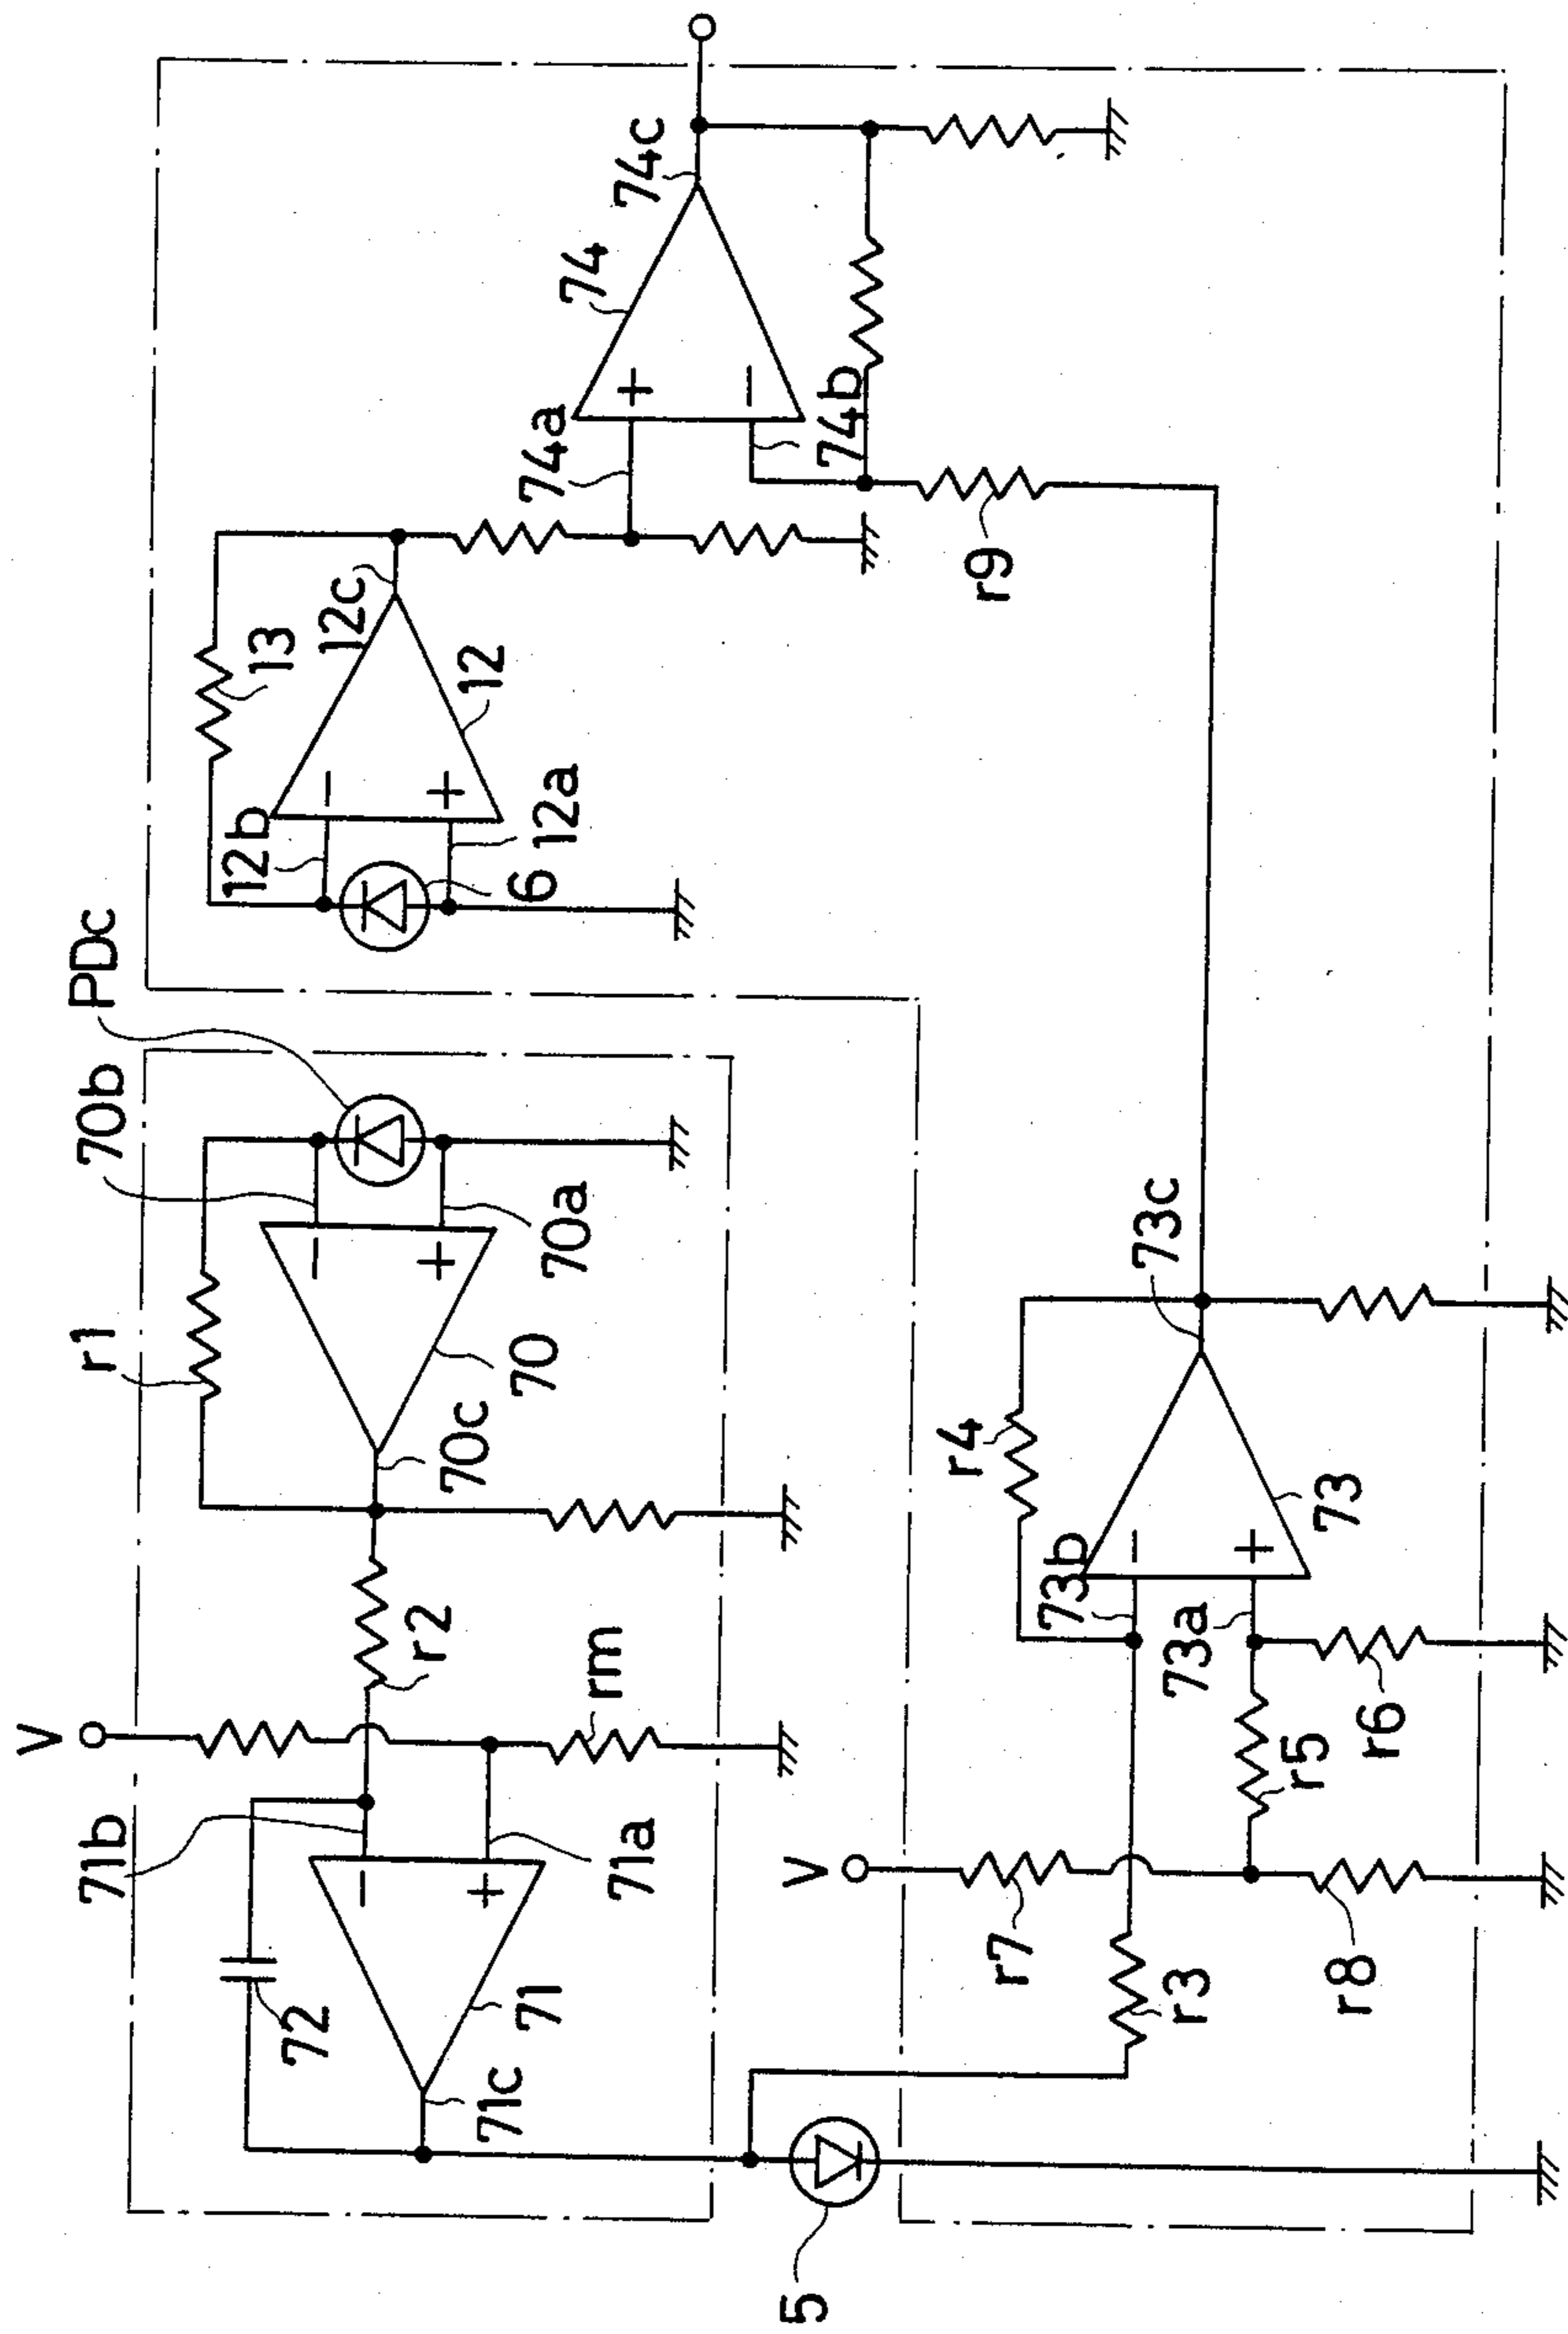 PDc
70b
r1
70
70a
70c
r2
rm
V
71b
71a
71
71c
72
5
12b
12a
12c
12
13
6
74a
74b
74c
74
r9
73c
r4
73b
73a
73
V
r7
r8
r3
r5
r6
− + − + − + + − − +